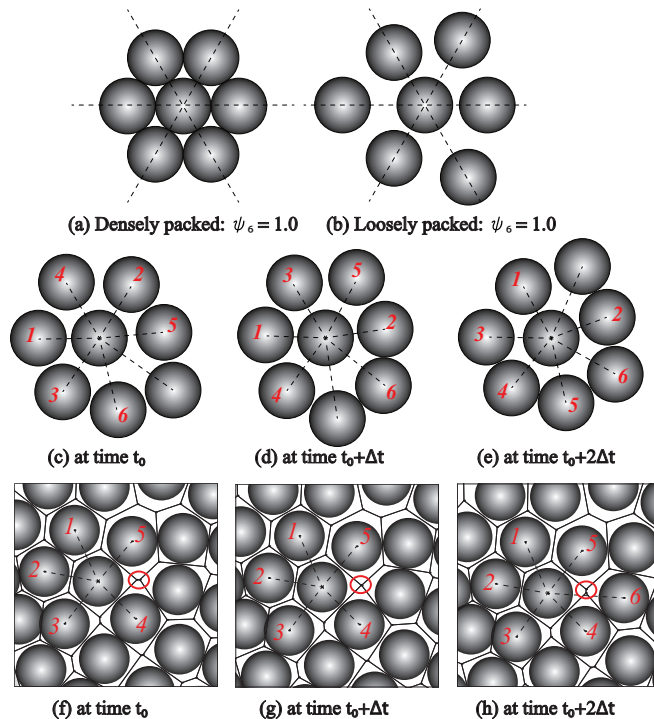 (a) Densely packed: ψ₆ = 1.0
(b) Loosely packed: ψ₆ = 1.0
4 2
1 5
3 6
3 5
1 2
4 6
1
3 2
4 6
5
(c) at time t₀
(d) at time t₀+Δt
(e) at time t₀+2Δt
1 5
2
3 4
1 5
2
3 4
1 5
2 6
3 4
(f) at time t₀
(g) at time t₀+Δt
(h) at time t₀+2Δt